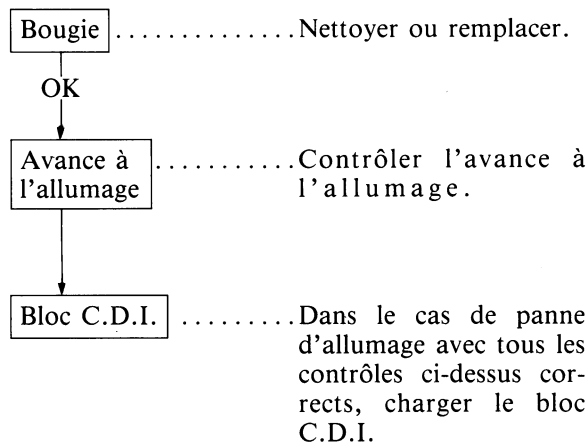 Bougie ..............Nettoyer ou remplacer.
OK
Avance à ...........Contrôler l'avance à
l'allumage l'allumage.
Bloc C.D.I. .........Dans le cas de panne
d'allumage avec tous les
contrôles ci-dessus cor-
rects, charger le bloc
C.D.I.